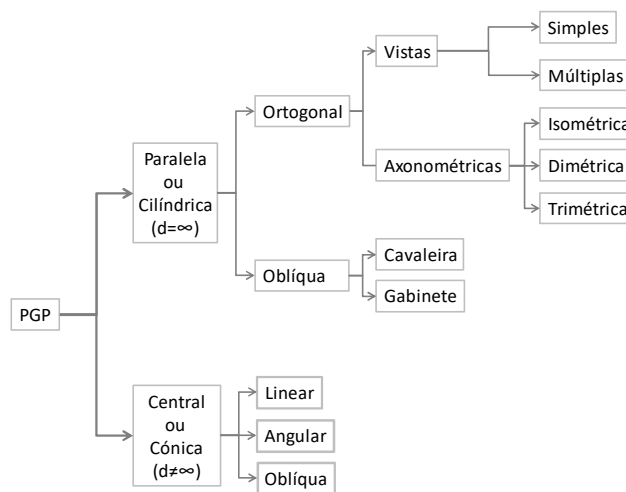 Simples
Vistas
Múltiplas
Ortogonal
Isométrica
Paralela
ou
Cilíndrica
(d=∞)
Axonométricas
Dimétrica
Trimétrica
Cavaleira
Oblíqua
Gabinete
PGP
Linear
Central
ou
Cónica
(d≠∞)
Angular
Oblíqua